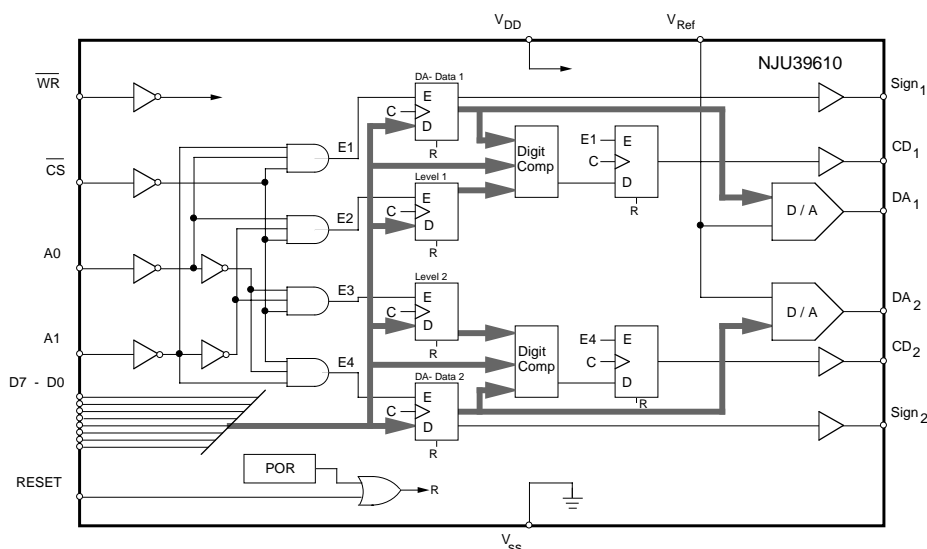 V_DD
V_Ref
NJU39610
WR
CS
A0
A1
D7 - D0
RESET
E1
E2
E3
E4
DA- Data 1
E
C
D
R
Level 1
E
C
D
R
Level 2
E
C
D
R
DA- Data 2
E
C
D
R
Digit
Comp
E1
E
C
D
R
Digit
Comp
E4
E
C
D
R
D / A
D / A
POR
R
Sign_1
CD_1
DA_1
DA_2
CD_2
Sign_2
V_SS